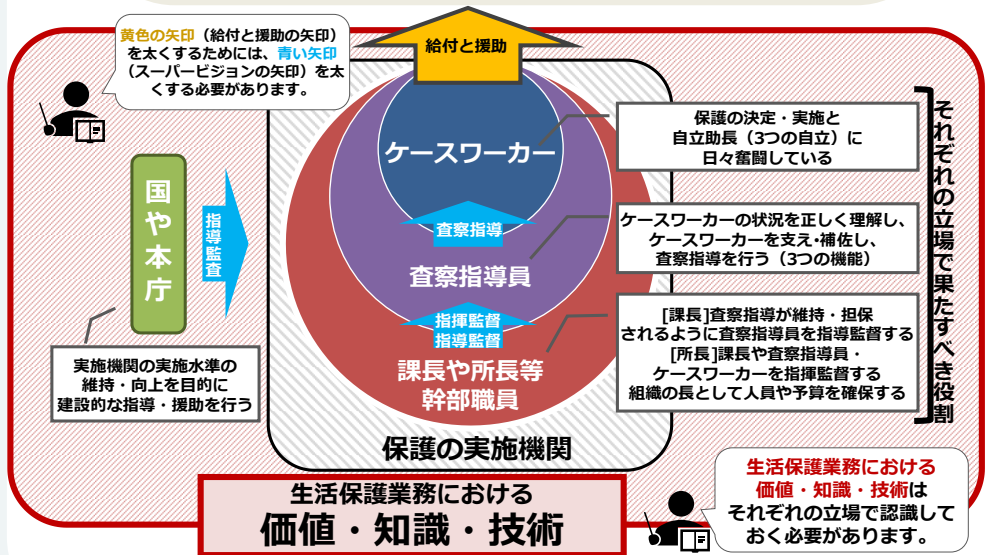 黄色の矢印（給付と援助の矢印）
を太くするためには、青い矢印
（スーパービジョンの矢印）を太
くする必要があります。
給付と援助
ケースワーカー
保護の決定・実施と
自立助長（3つの自立）に
日々奮闘している
国や本庁
指導監査
査察指導
査察指導員
ケースワーカーの状況を正しく理解し、
ケースワーカーを支え・補佐し、
査察指導を行う（3つの機能）
指揮監督
指導監督
課長や所長等
幹部職員
[課長]査察指導が維持・担保
されるように査察指導員を指導監督する
[所長]課長や査察指導員・
ケースワーカーを指揮監督する
組織の長として人員や予算を確保する
それぞれの立場で果たすべき役割
実施機関の実施水準の
維持・向上を目的に
建設的な指導・援助を行う
保護の実施機関
生活保護業務における
価値・知識・技術
生活保護業務における
価値・知識・技術は
それぞれの立場で認識して
おく必要があります。